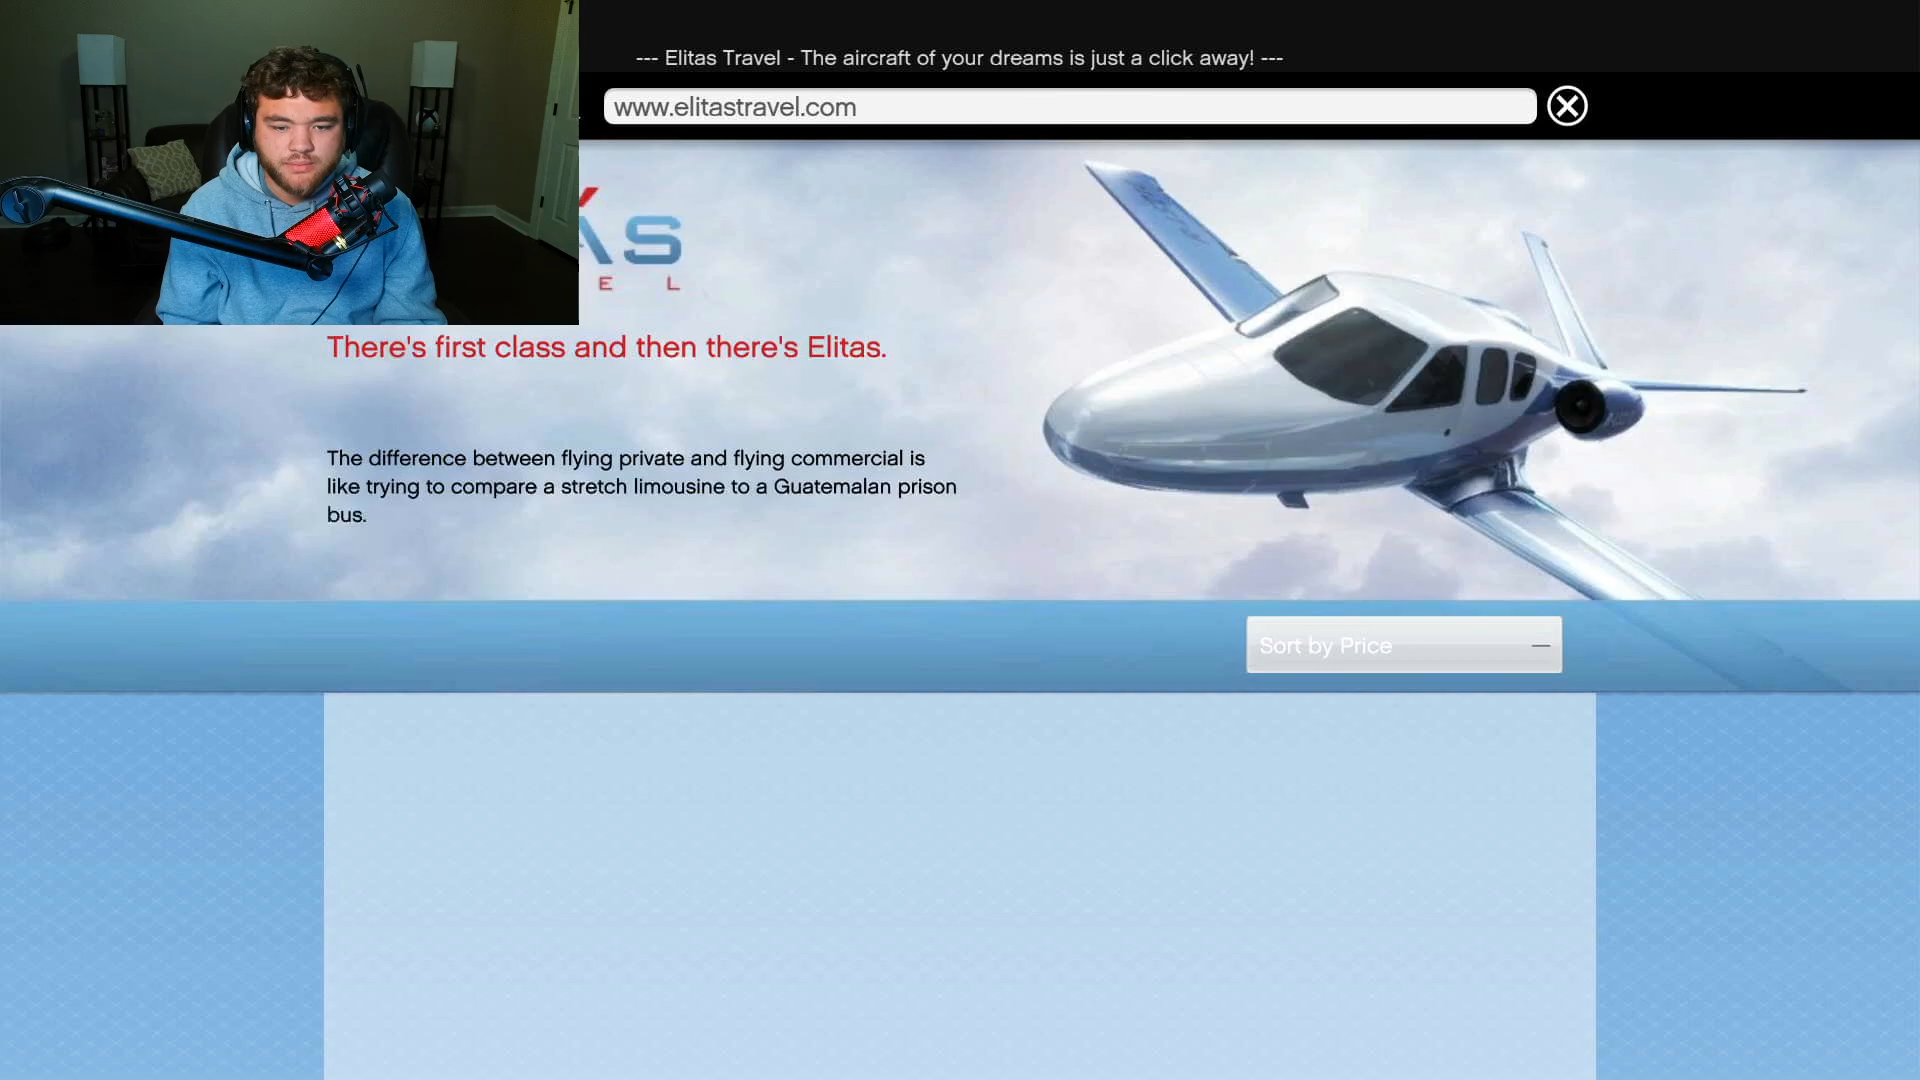 --- Elitas Travel - The aircraft of your dreams is just a click away! ---
www.elitastravel.com
AS
E L
There's first class and then there's Elitas.
The difference between flying private and flying commercial is
like trying to compare a stretch limousine to a Guatemalan prison
bus.
Sort by Price